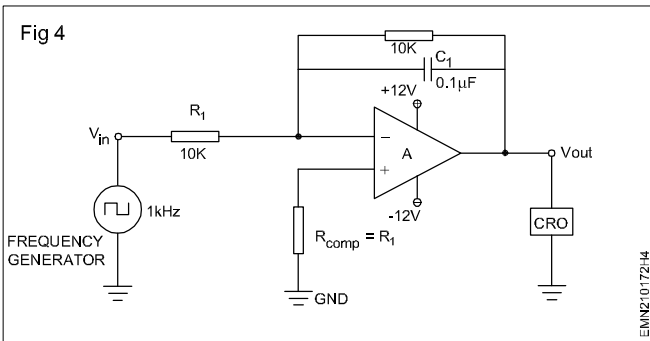 Fig 4
10K
C1
0.1µF
+12V
R1
Vin
10K
−
A
+
Vout
1kHz
-12V
CRO
FREQUENCY
GENERATOR
Rcomp = R1
GND
EMN210172H4